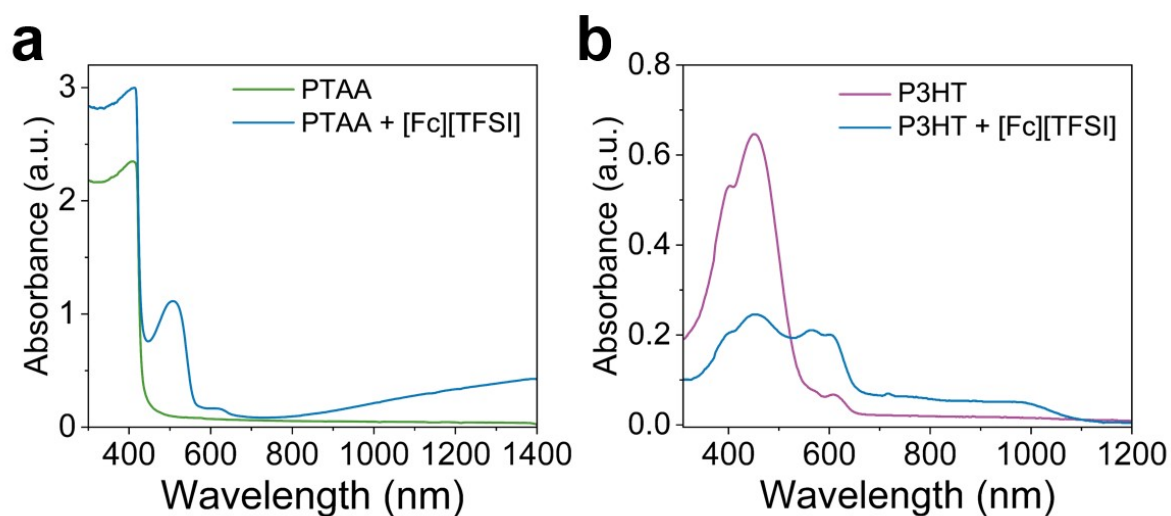 a
PTAA
PTAA + [Fc][TFSI]
Absorbance (a.u.)
3
2
1
0
400 600 800 1000 1200 1400
Wavelength (nm)
b
P3HT
P3HT + [Fc][TFSI]
Absorbance (a.u.)
0.8
0.6
0.4
0.2
0.0
400 600 800 1000 1200
Wavelength (nm)